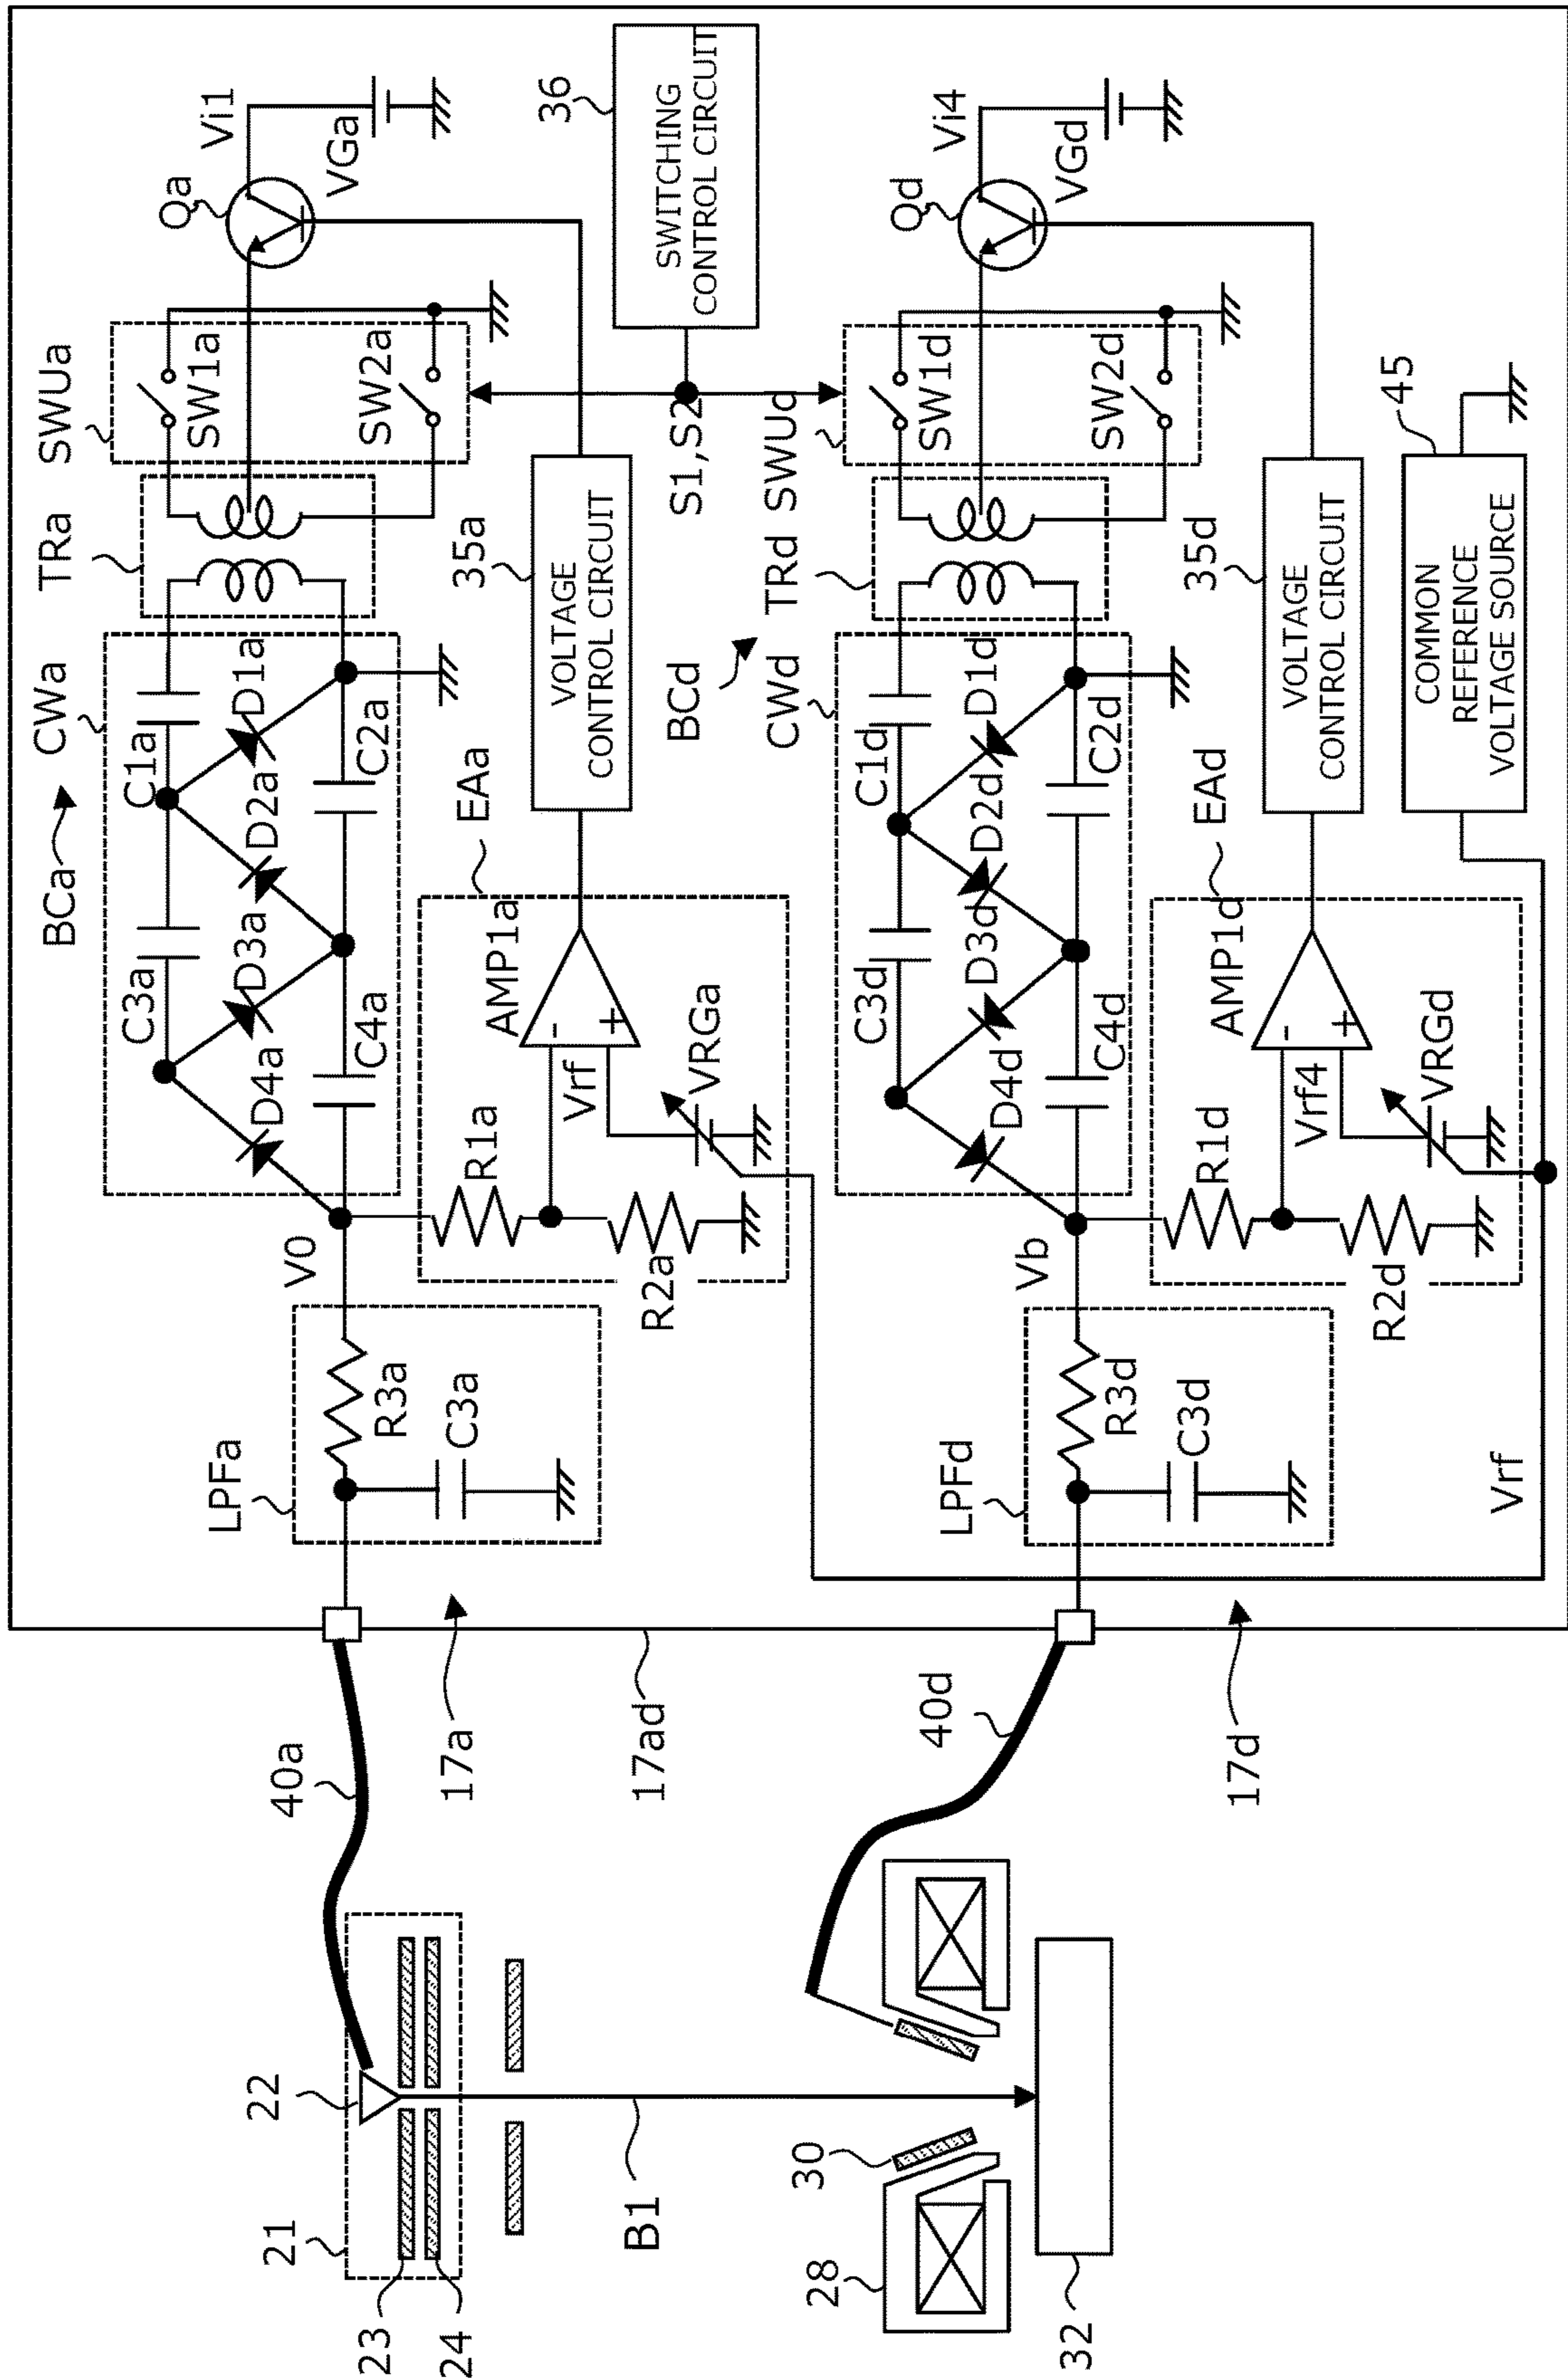 21
22
23
24
40a
B1
28
30
32
40d
17a
17ad
17d
LPFa
R3a
C3a
V0
BCa
CWa
C3a
C1a
D4a
D3a
D2a
D1a
C4a
C2a
TRa
SWUa
SW1a
SW2a
Qa
Vi1
VGa
R1a
R2a
Vrf
AMP1a
-
+
VRGa
EAa
35a
VOLTAGE
CONTROL CIRCUIT
S1,S2
36
SWITCHING
CONTROL CIRCUIT
LPFd
R3d
C3d
Vb
BCd
CWd
C3d
C1d
D4d
D3d
D2d
D1d
C4d
C2d
TRd
SWUd
SW1d
SW2d
Qd
Vi4
VGd
R1d
R2d
Vrf4
AMP1d
-
+
VRGd
EAd
35d
VOLTAGE
CONTROL CIRCUIT
Vrf
45
COMMON
REFERENCE
VOLTAGE SOURCE